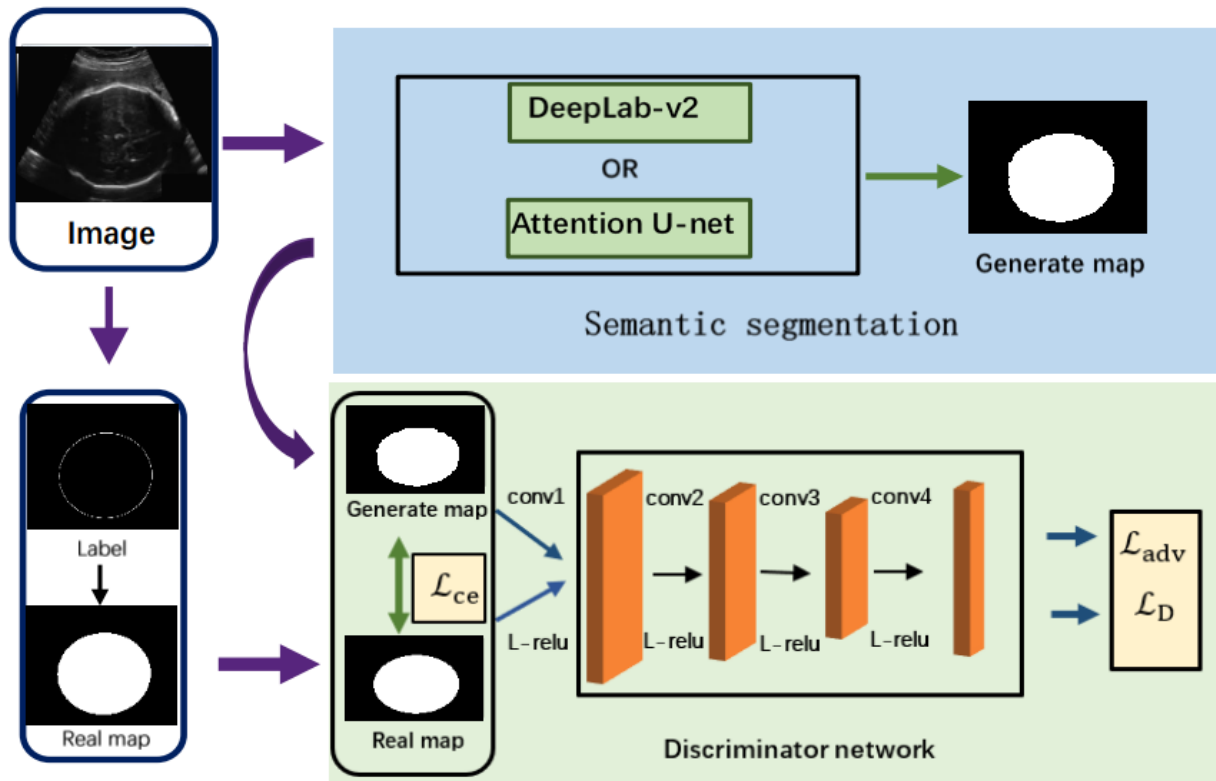 Image
DeepLab-v2
OR
Attention U-net
Generate map
Semantic segmentation
Label
Real map
Generate map
ℒce
Real map
conv1
conv2
conv3
conv4
L-relu
L-relu
L-relu
L-relu
ℒadv
ℒD
Discriminator network